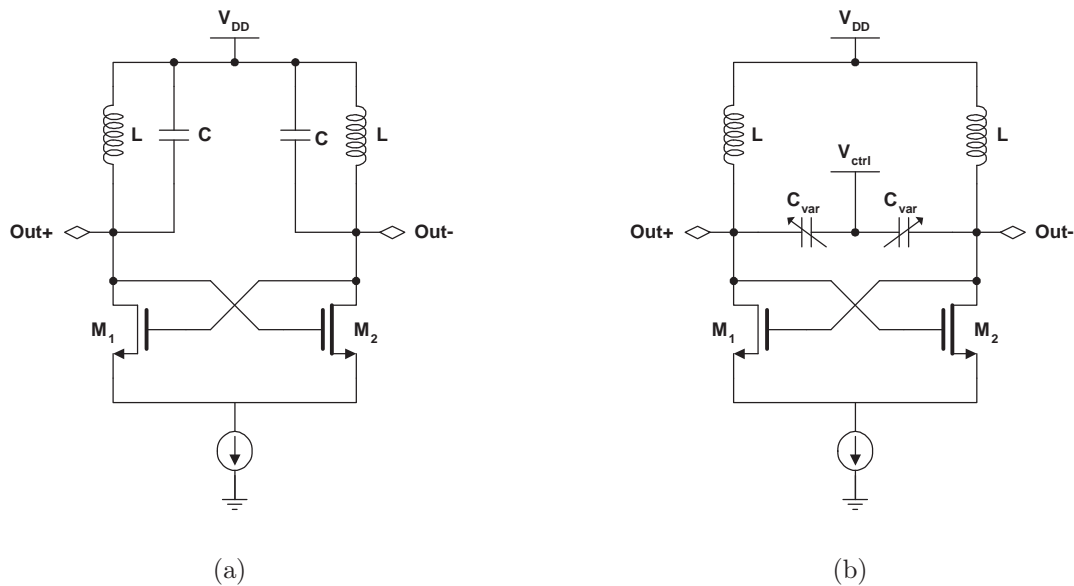 V_DD
L
C
C
L
Out+
Out-
M_1
M_2
(a)
V_DD
L
L
V_ctrl
C_var
C_var
Out+
Out-
M_1
M_2
(b)